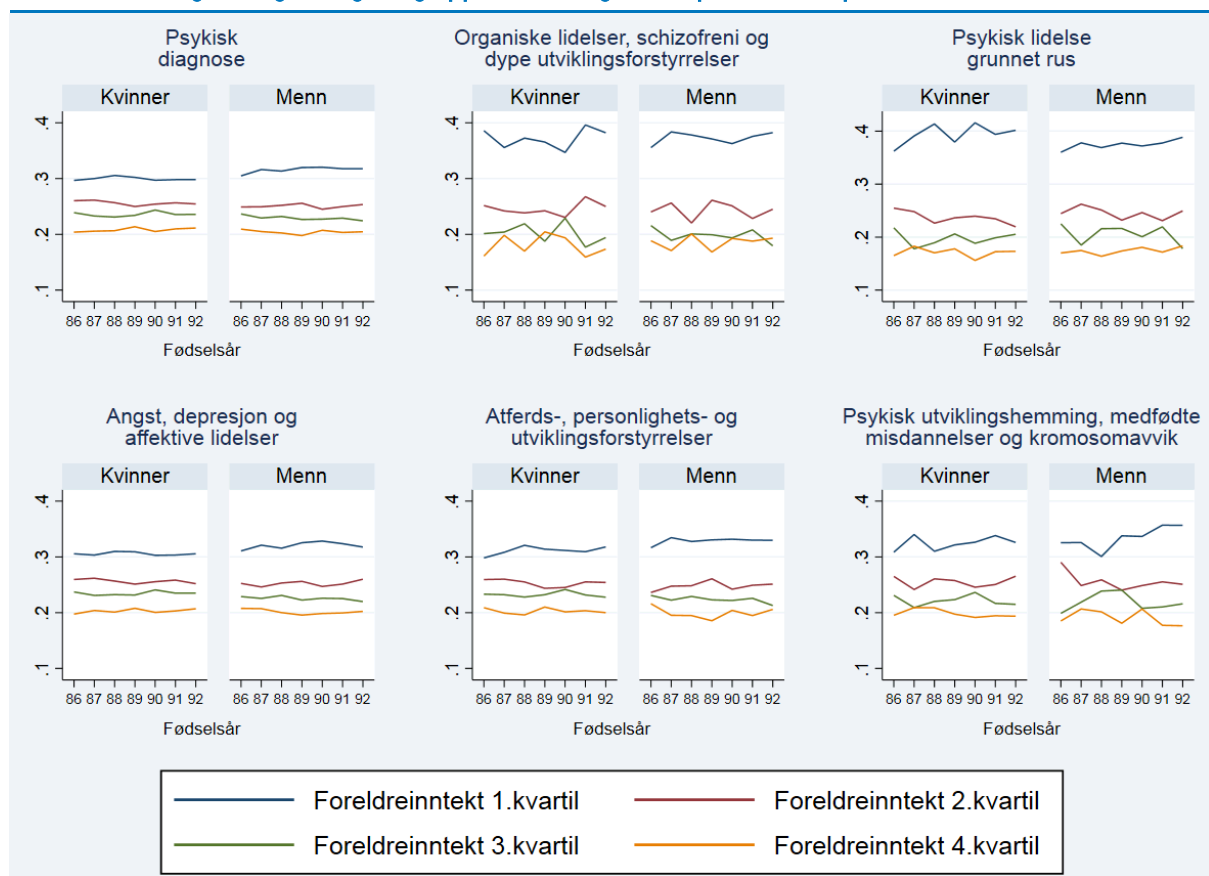 Psykisk
diagnose
Organiske lidelser, schizofreni og
dype utviklingsforstyrrelser
Psykisk lidelse
grunnet rus
Kvinner Menn
Kvinner Menn
Kvinner Menn
.4
.3
.2
.1
86 87 88 89 90 91 92 86 87 88 89 90 91 92
Fødselsår
.4
.3
.2
.1
86 87 88 89 90 91 92 86 87 88 89 90 91 92
Fødselsår
.4
.3
.2
.1
86 87 88 89 90 91 92 86 87 88 89 90 91 92
Fødselsår
Angst, depresjon og
affektive lidelser
Atferds-, personlighets- og
utviklingsforstyrrelser
Psykisk utviklingshemming, medfødte
misdannelser og kromosomavvik
Kvinner Menn
Kvinner Menn
Kvinner Menn
.4
.3
.2
.1
86 87 88 89 90 91 92 86 87 88 89 90 91 92
Fødselsår
.4
.3
.2
.1
86 87 88 89 90 91 92 86 87 88 89 90 91 92
Fødselsår
.4
.3
.2
.1
86 87 88 89 90 91 92 86 87 88 89 90 91 92
Fødselsår
Foreldreinntekt 1.kvartil Foreldreinntekt 2.kvartil
Foreldreinntekt 3.kvartil Foreldreinntekt 4.kvartil